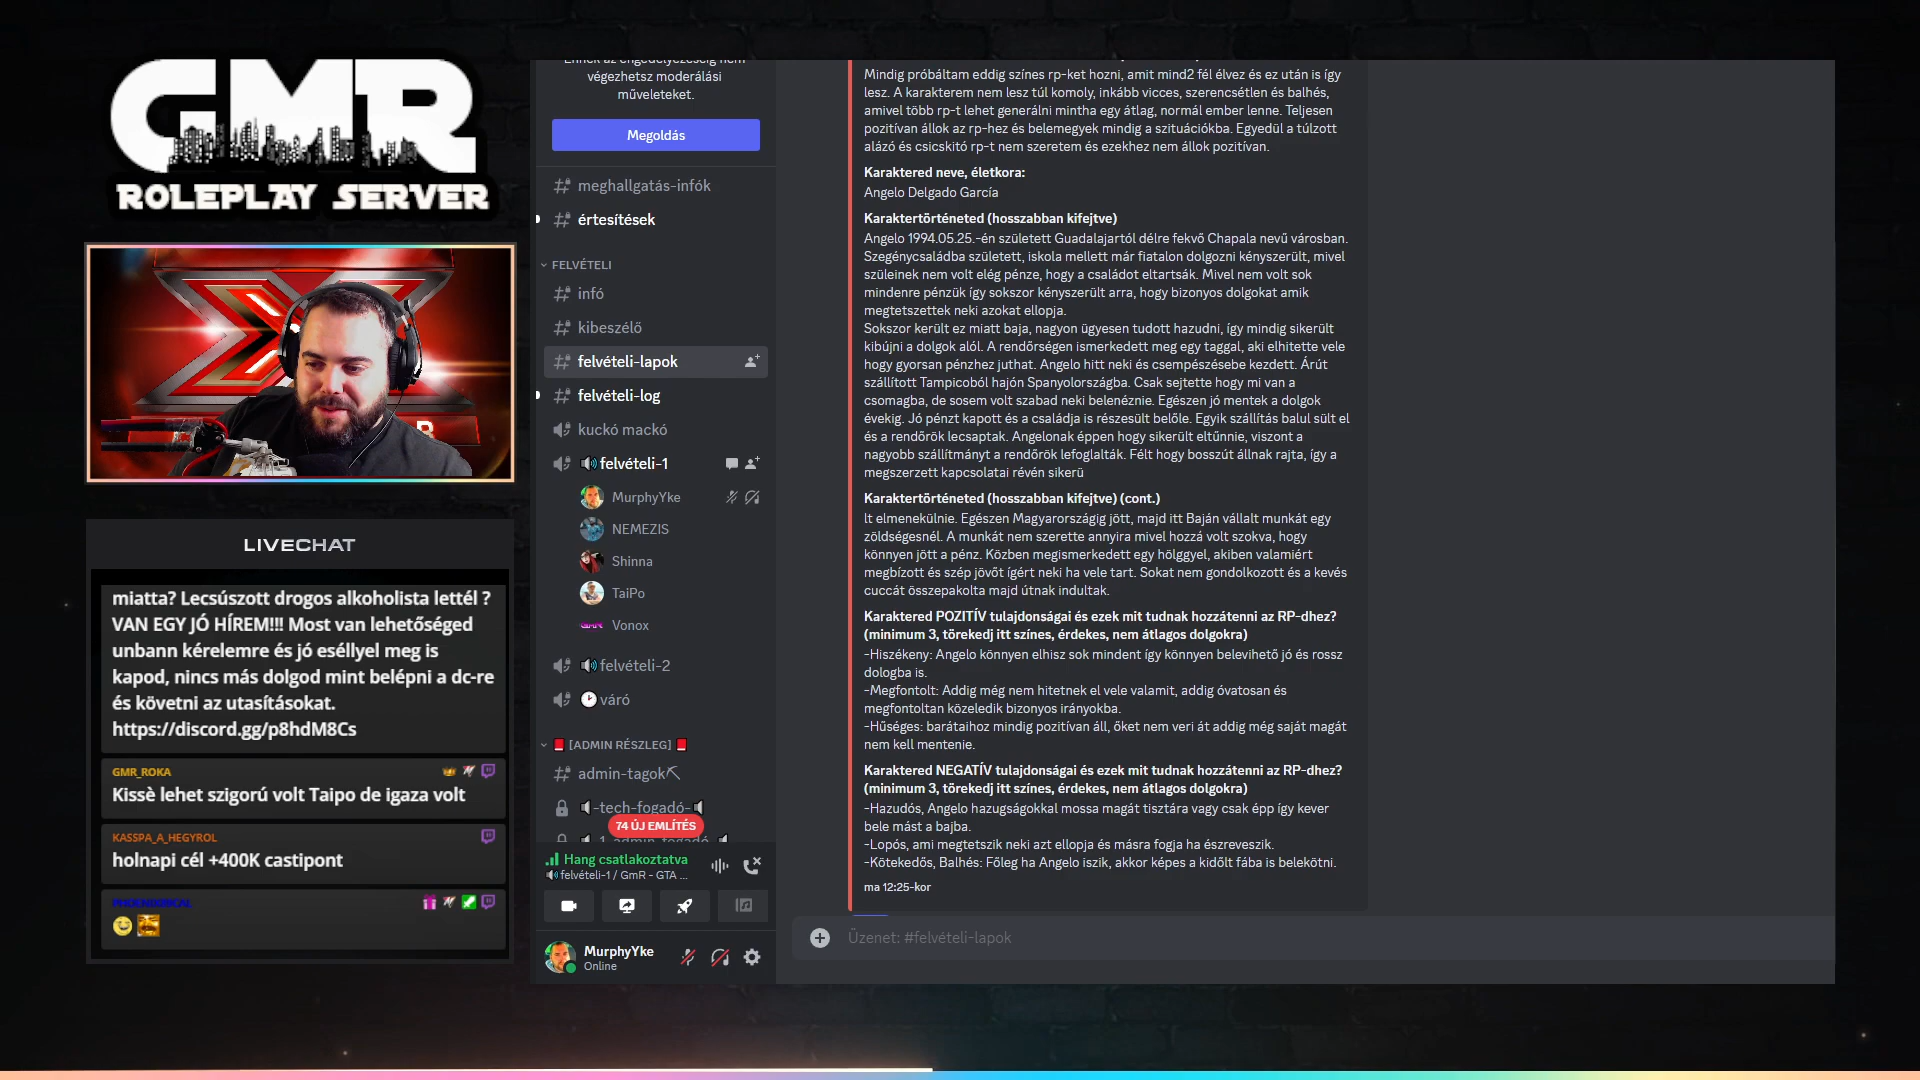 GMR
ROLEPLAY SERVER
LIVECHAT
miatta? Lecsúszott drogos alkoholista lettél ?
VAN EGY JÓ HÍREM!!! Most van lehetőséged
unbann kérelemre és jó eséllyel meg is
kapod, nincs más dolgod mint belépni a dc-re
és követni az utasításokat.
https://discord.gg/p8hdM8Cs
GMR_ROKA
Kissè lehet szigorú volt Taipo de igaza volt
KASSPA_A_HEGYROL
holnapi cél +400K castipont
Ennek az engedélyezéséig nem
végezhetsz moderálási
műveleteket.
Megoldás
meghallgatás-infók
értesítések
FELVÉTELI
infó
kibeszélő
felvételi-lapok
felvételi-log
kuckó mackó
felvételi-1
MurphyYke
NEMEZIS
Shinna
TaiPo
Vonox
felvételi-2
váró
[ADMIN RÉSZLEG]
admin-tagok
-tech-fogadó-
74 ÚJ EMLÍTÉS
Hang csatlakoztatva
felvételi-1 / GmR - GTA ...
MurphyYke
Online
Mindig próbáltam eddig színes rp-ket hozni, amit mind2 fél élvez és ez után is így
lesz. A karakterem nem lesz túl komoly, inkább vicces, szerencsétlen és balhés,
amivel több rp-t lehet generálni mintha egy átlag, normál ember lenne. Teljesen
pozitívan állok az rp-hez és belemegyek mindig a szituációkba. Egyedül a túlzott
alázó és csicskitó rp-t nem szeretem és ezekhez nem állok pozitívan.
Karaktered neve, életkora:
Angelo Delgado García
Karaktertörténeted (hosszabban kifejtve)
Angelo 1994.05.25.-én született Guadalajartól délre fekvő Chapala nevű városban.
Szegénycsaládba született, iskola mellett már fiatalon dolgozni kényszerült, mivel
szüleinek nem volt elég pénze, hogy a családot eltartsák. Mivel nem volt sok
mindenre pénzük így sokszor kényszerült arra, hogy bizonyos dolgokat amik
megtetszettek neki azokat ellopja.
Sokszor került ez miatt baja, nagyon ügyesen tudott hazudni, így mindig sikerült
kibújni a dolgok alól. A rendőrségen ismerkedett meg egy taggal, aki elhitette vele
hogy gyorsan pénzhez juthat. Angelo hitt neki és csempészésebe kezdett. Árút
szállított Tampicoból hajón Spanyolországba. Csak sejtette hogy mi van a
csomagba, de sosem volt szabad neki belenéznie. Egészen jó mentek a dolgok
évekig. Jó pénzt kapott és a családja is részesült belőle. Egyik szállítás balul sült el
és a rendőrök lecsaptak. Angelonak éppen hogy sikerült eltűnnie, viszont a
nagyobb szállítmányt a rendőrök lefoglalták. Félt hogy bosszút állnak rajta, így a
megszerzett kapcsolatai révén sikerü
Karaktertörténeted (hosszabban kifejtve) (cont.)
lt elmenekülnie. Egészen Magyarországig jött, majd itt Baján vállalt munkát egy
zöldségesnél. A munkát nem szerette annyira mivel hozzá volt szokva, hogy
könnyen jött a pénz. Közben megismerkedett egy hölggyel, akiben valamiért
megbízott és szép jövőt ígért neki ha vele tart. Sokat nem gondolkozott és a kevés
cuccát összepakolta majd útnak indultak.
Karaktered POZITÍV tulajdonságai és ezek mit tudnak hozzátenni az RP-dhez?
(minimum 3, törekedj itt színes, érdekes, nem átlagos dolgokra)
-Hiszékeny: Angelo könnyen elhisz sok mindent így könnyen belevihető jó és rossz
dologba is.
-Megfontolt: Addig még nem hitetnek el vele valamit, addig óvatosan és
megfontoltan közeledik bizonyos irányokba.
-Hűséges: barátaihoz mindig pozitívan áll, őket nem veri át addig még saját magát
nem kell mentenie.
Karaktered NEGATÍV tulajdonságai és ezek mit tudnak hozzátenni az RP-dhez?
(minimum 3, törekedj itt színes, érdekes, nem átlagos dolgokra)
-Hazudós, Angelo hazugságokkal mossa magát tisztára vagy csak épp így kever
bele mást a bajba.
-Lopós, ami megtetszik neki azt ellopja és másra fogja ha észreveszik.
-Kötekedős, Balhés: Főleg ha Angelo iszik, akkor képes a kidőlt fába is belekötni.
ma 12:25-kor
Üzenet: #felvételi-lapok